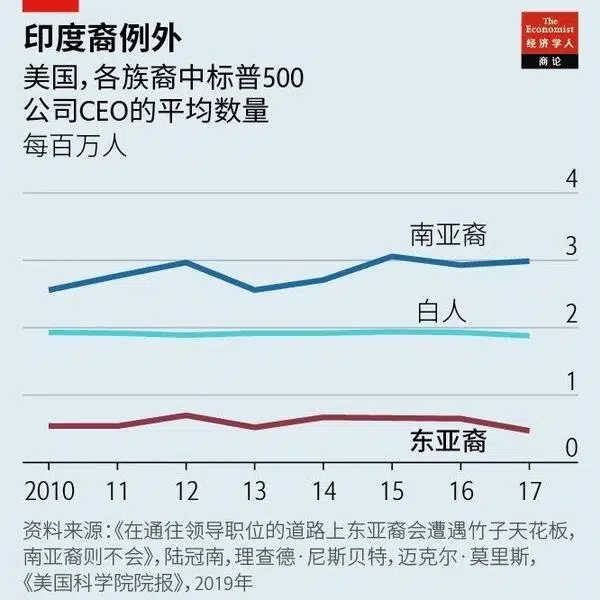 印度裔例外
The
Economist
经济学人
商论
美国，各族裔中标普500
公司CEO的平均数量
每百万人
4
南亚裔
3
白人
2
1
东亚裔
0
2010 11 12 13 14 15 16 17
资料来源：《在通往领导职位的道路上东亚裔会遭遇竹子天花板，
南亚裔则不会》，陆冠南，理查德·尼斯贝特，迈克尔·莫里斯，
《美国科学院院报》，2019年